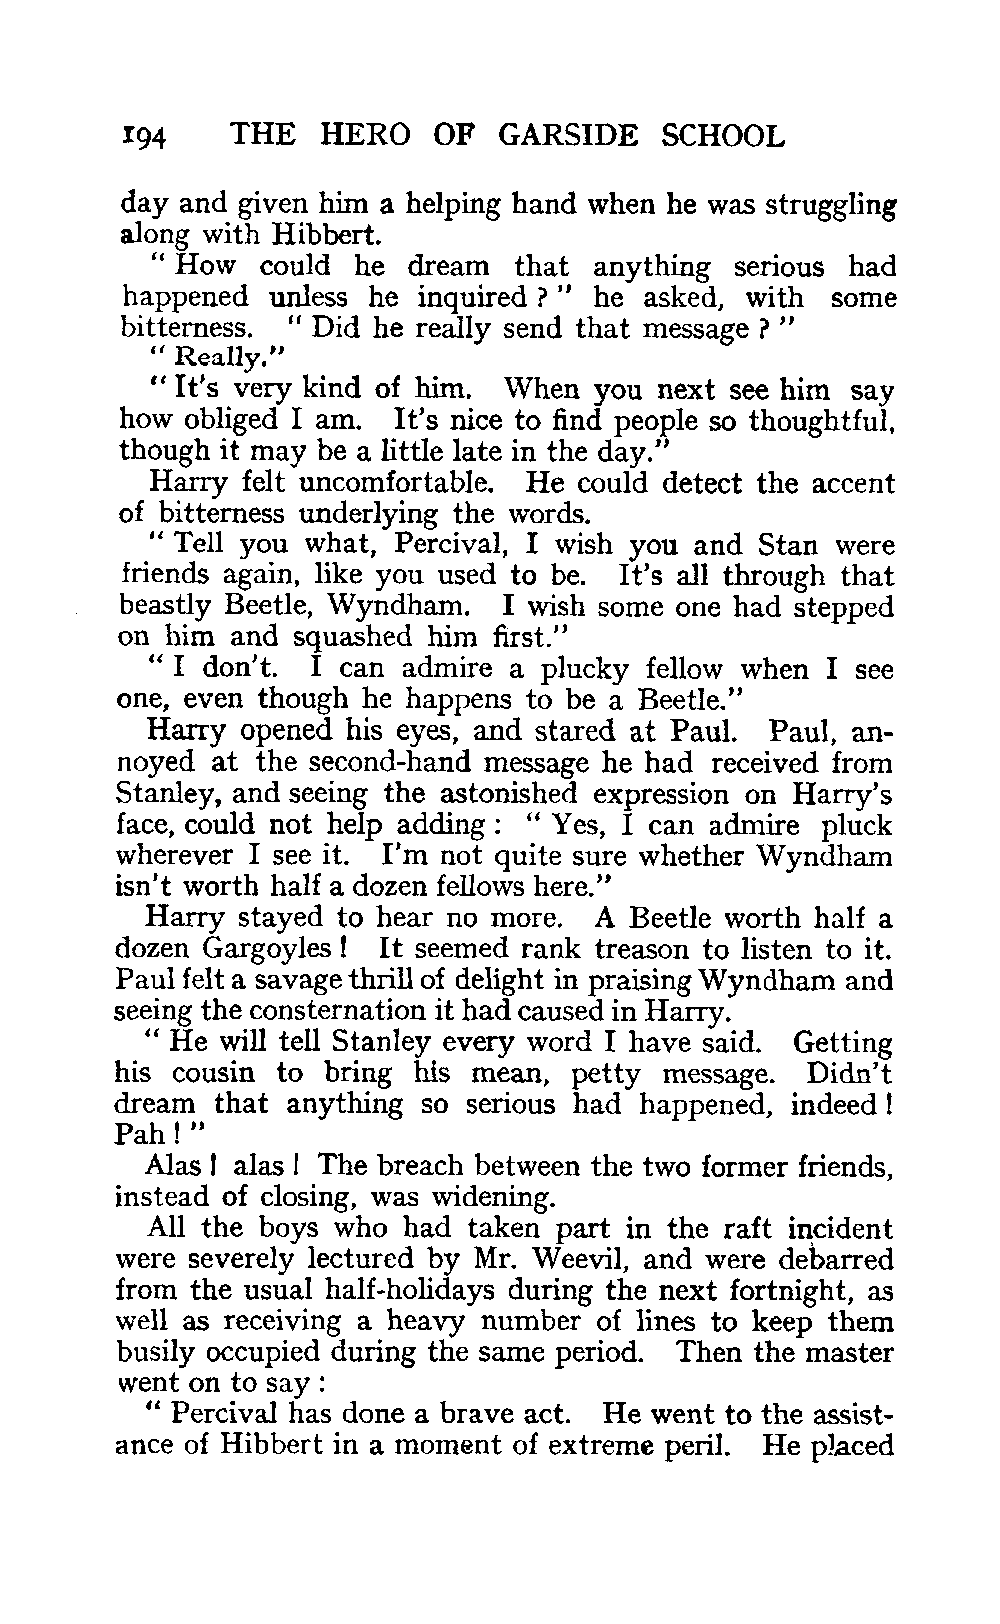 194 THE HERO OF GARSIDE SCHOOL
day and given him a helping hand when he was struggling
along with Hibbert.
" How could he dream that anything serious had
happened unless he inquired ? " he asked, with some
bitterness. " Did he really send that message ? "
" Really."
" It's very kind of him. When you next see him say
how obliged I am. It's nice to find people so thoughtful,
though it may be a little late in the day."
Harry felt uncomfortable. He could detect the accent
of bitterness underlying the words.
" Tell you what, Percival, I wish you and Stan were
friends again, like you used to be. It's all through that
beastly Beetle, Wyndham. I wish some one had stepped
on him and squashed him first."
" I don't. I can admire a plucky fellow when I see
one, even though he happens to be a Beetle."
Harry opened his eyes, and stared at Paul. Paul, an-
noyed at the second-hand message he had received from
Stanley, and seeing the astonished expression on Harry's
face, could not help adding : " Yes, I can admire pluck
wherever I see it. I'm not quite sure whether Wyndham
isn't worth half a dozen fellows here."
Harry stayed to hear no more. A Beetle worth half a
dozen Gargoyles ! It seemed rank treason to listen to it.
Paul felt a savage thrill of delight in praising Wyndham and
seeing the consternation it had caused in Harry.
" He will tell Stanley every word I have said. Getting
his cousin to bring his mean, petty message. Didn't
dream that anything so serious had happened, indeed !
Pah ! "
Alas ! alas ! The breach between the two former friends,
instead of closing, was widening.
All the boys who had taken part in the raft incident
were severely lectured by Mr. Weevil, and were debarred
from the usual half-holidays during the next fortnight, as
well as receiving a heavy number of lines to keep them
busily occupied during the same period. Then the master
went on to say :
" Percival has done a brave act. He went to the assist-
ance of Hibbert in a moment of extreme peril. He placed